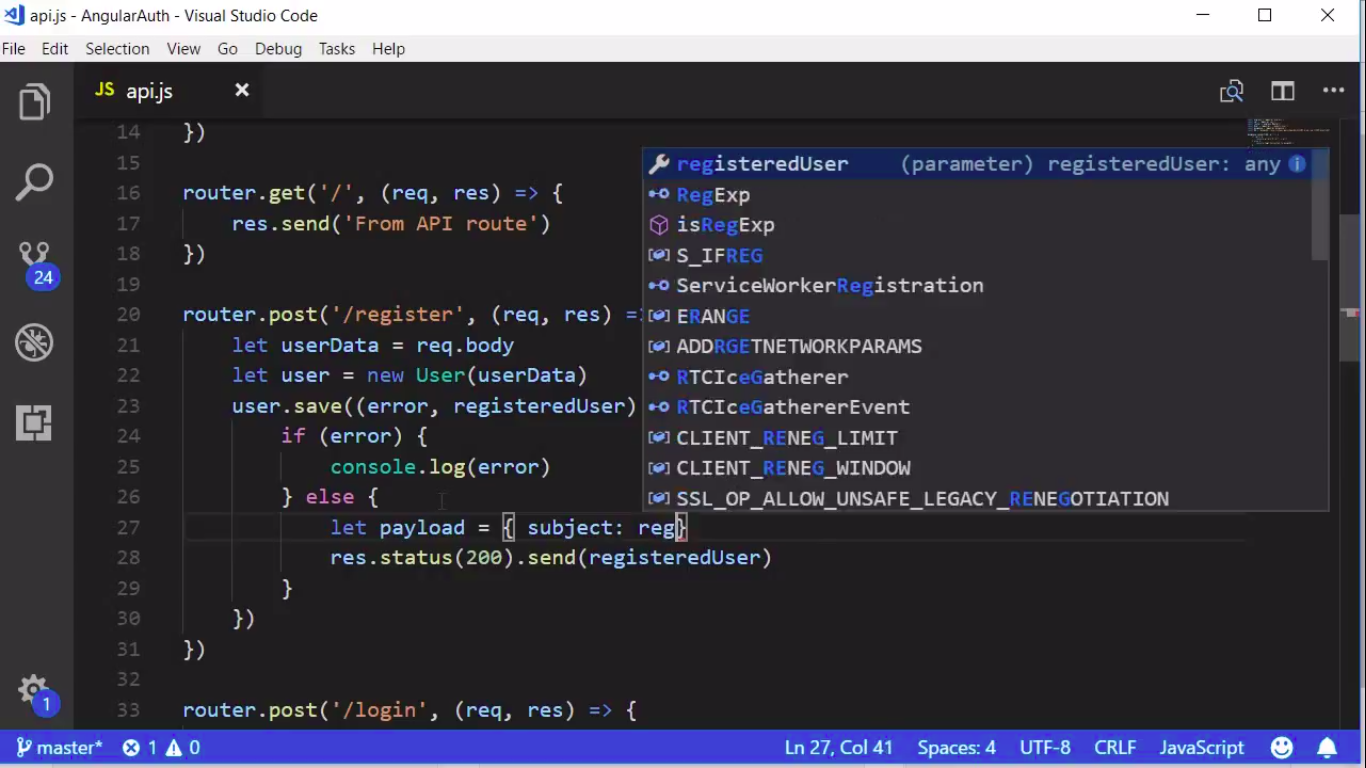 api.js - AngularAuth - Visual Studio Code
File Edit Selection View Go Debug Tasks Help
JS api.js
14 })
15
16 router.get('/', (req, res) => {
17 res.send('From API route')
18 })
19
20 router.post('/register', (req, res) =
21 let userData = req.body
22 let user = new User(userData)
23 user.save((error, registeredUser)
24 if (error) {
25 console.log(error)
26 } else {
27 let payload = { subject: reg}
28 res.status(200).send(registeredUser)
29 }
30 })
31 })
32
33 router.post('/login', (req, res) => {
registeredUser (parameter) registeredUser: any
RegExp
isRegExp
S_IFREG
ServiceWorkerRegistration
ERANGE
ADDRGETNETWORKPARAMS
RTCIceGatherer
RTCIceGathererEvent
CLIENT_RENEG_LIMIT
CLIENT_RENEG_WINDOW
SSL_OP_ALLOW_UNSAFE_LEGACY_RENEGOTIATION
24
1
master* 1 0 Ln 27, Col 41 Spaces: 4 UTF-8 CRLF JavaScript